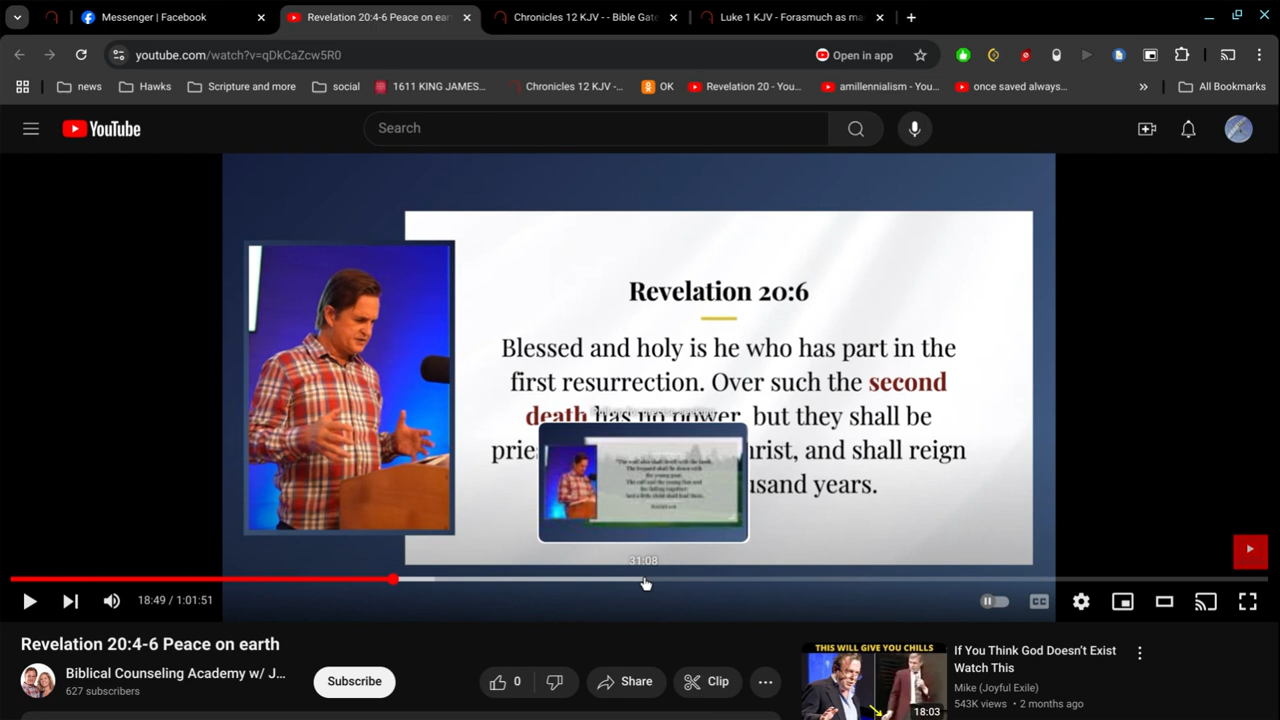 Messenger | Facebook
Revelation 20:4-6 Peace on ear
Chronicles 12 KJV - - Bible Gate
Luke 1 KJV - Forasmuch as ma
youtube.com/watch?v=qDkCaZcw5R0
Open in app
news
Hawks
Scripture and more
social
1611 KING JAMES...
Chronicles 12 KJV -...
OK
Revelation 20 - You...
amillennialism - You...
once saved always...
All Bookmarks
YouTube
Search
Revelation 20:6
Blessed and holy is he who has part in the
first resurrection. Over such the second
death has no power, but they shall be
prie
hrist, and shall reign
usand years.
31:08
18:49 / 1:01:51
CC
Revelation 20:4-6 Peace on earth
Biblical Counseling Academy w/ J...
627 subscribers
Subscribe
0
Share
Clip
THIS WILL GIVE YOU CHILLS
18:03
If You Think God Doesn't Exist
Watch This
Mike (Joyful Exile)
543K views • 2 months ago